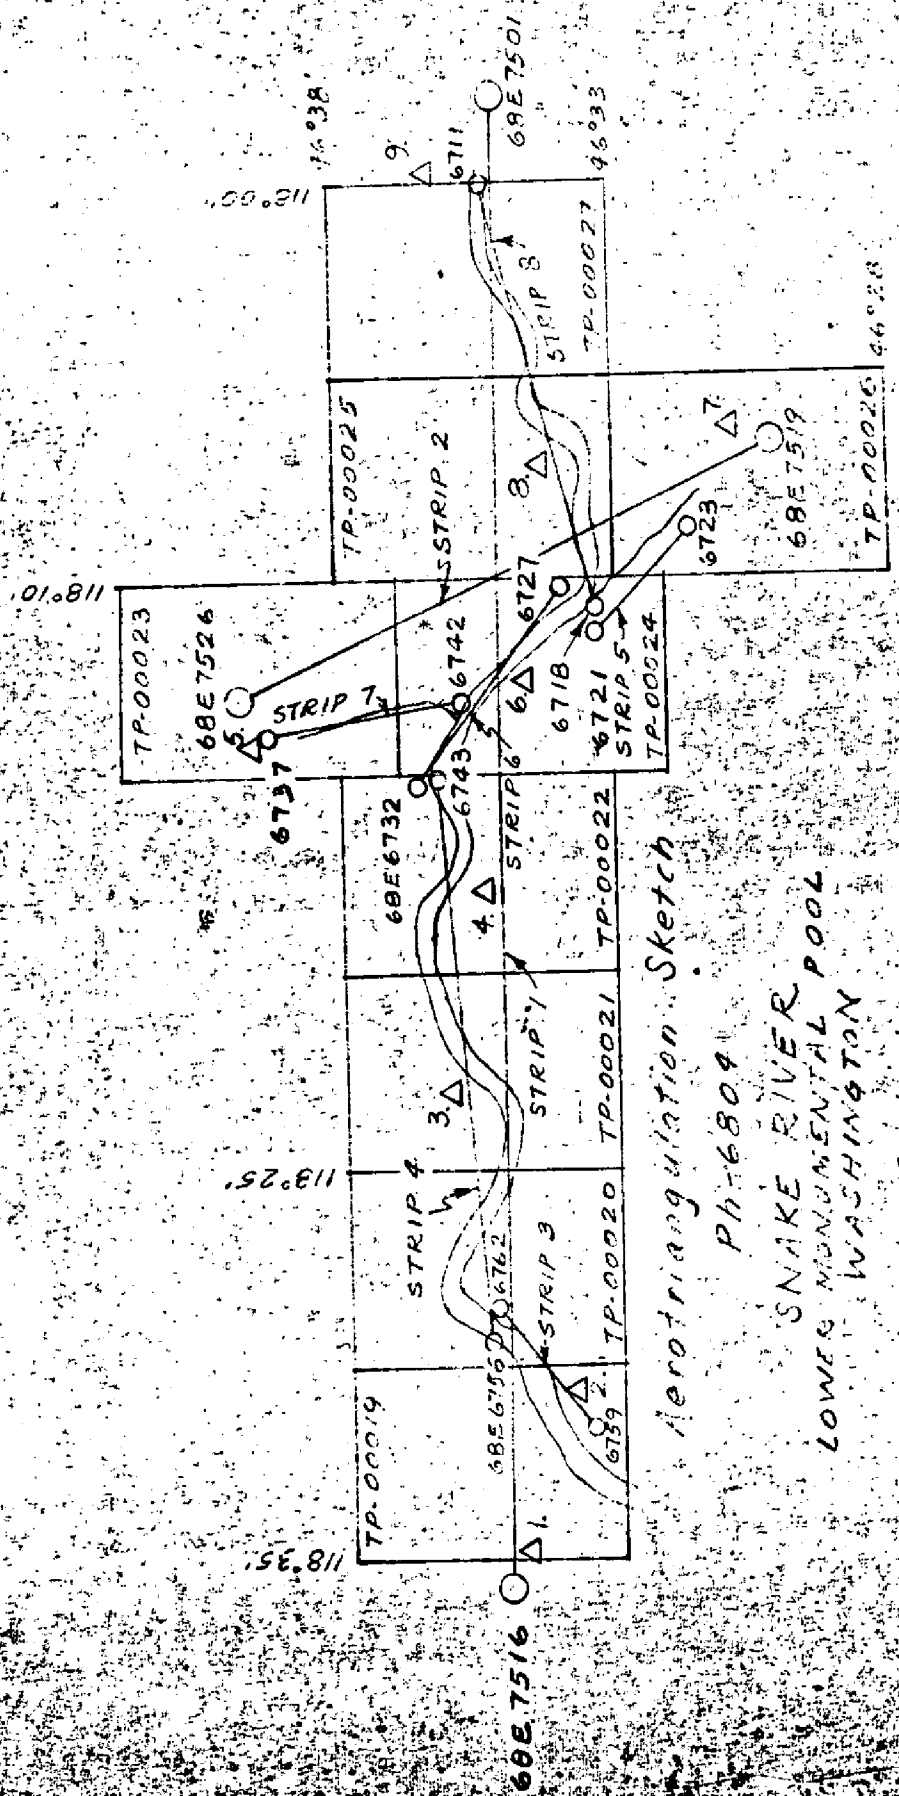 118°35'
118°25'
118°10'
118°00'
46°38'
46°33
46°28
TP-00019
TP-00020
TP-00021
TP-00022
TP-00023
TP-00024
TP-00025
TP-00026
TP-00027
68E7516
68E6756
6762
6759
68E6732
6743
6742
6737
68E7526
6727
6718
6721
6723
68E7519
6711
68E7501
STRIP 1
STRIP 2
STRIP 3
STRIP 4
STRIP 5
STRIP 6
STRIP 7
STRIP 8
1.
2.
3.
4.
5
6
7
8.
9.
Aerotriangulation Sketch
Ph-6804
SNAKE RIVER
LOWER MONUMENTAL POOL
WASHINGTON